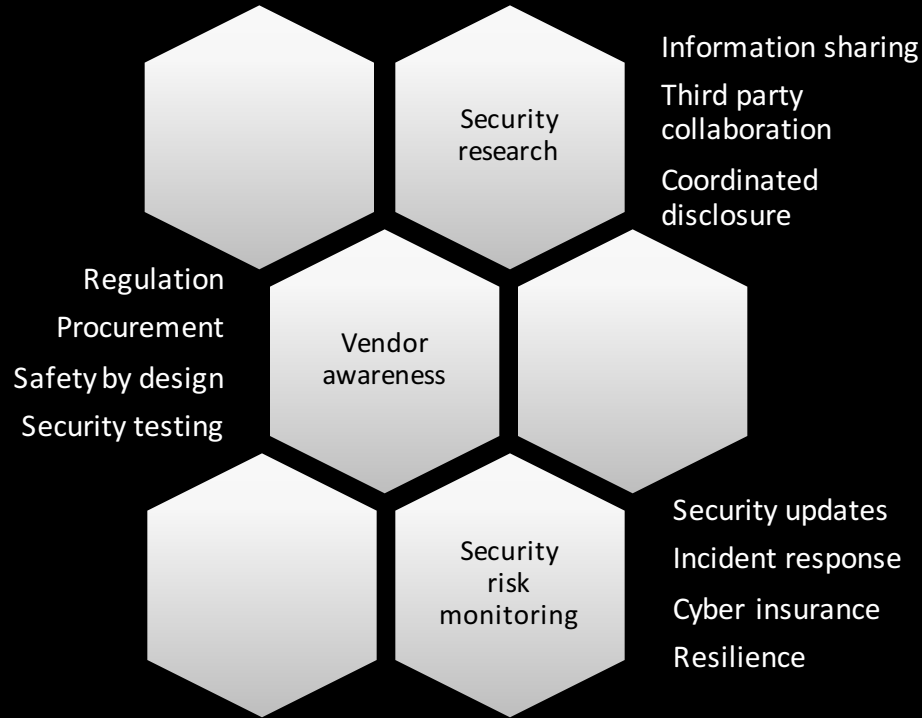 Security
research
Information sharing
Third party
collaboration
Coordinated
disclosure
Regulation
Procurement
Safety by design
Security testing
Vendor
awareness
Security
risk
monitoring
Security updates
Incident response
Cyber insurance
Resilience